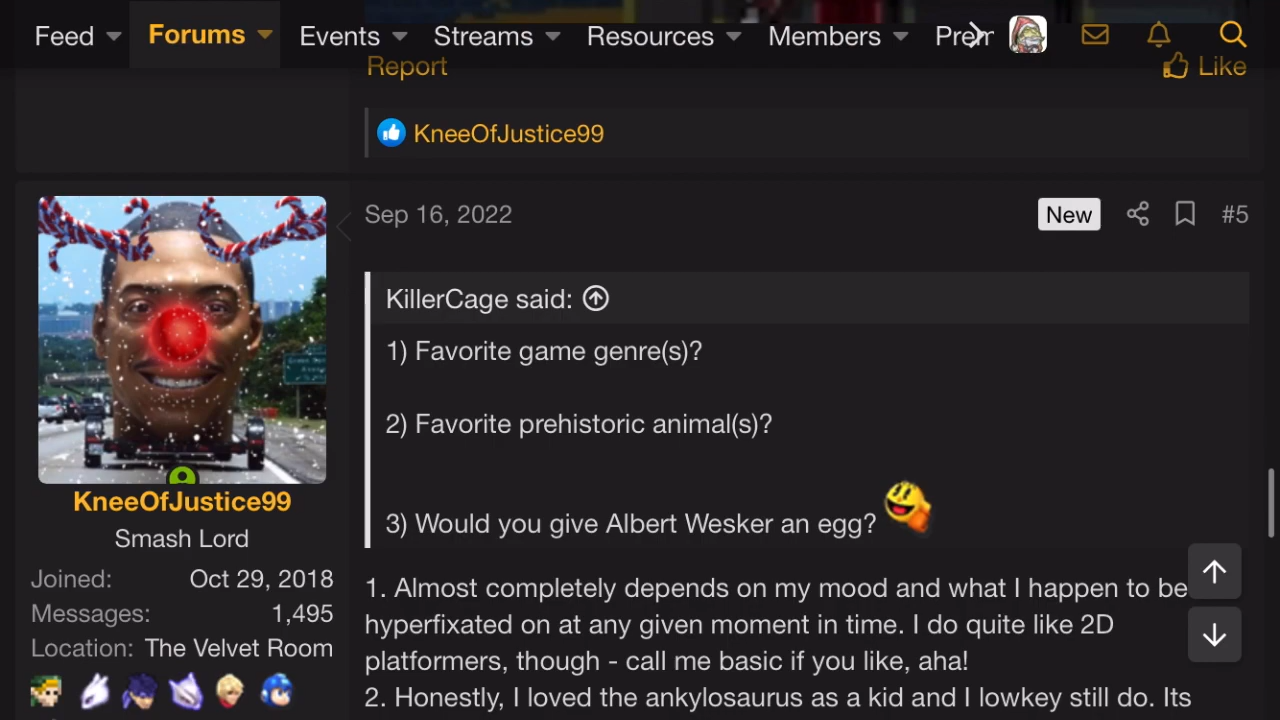 Feed Forums Events Streams Resources Members Prem
Report Like
KneeOfJustice99
Sep 16, 2022 New #5
KillerCage said:
1) Favorite game genre(s)?
2) Favorite prehistoric animal(s)?
3) Would you give Albert Wesker an egg?
KneeOfJustice99
Smash Lord
Joined: Oct 29, 2018
Messages: 1,495
Location: The Velvet Room
1. Almost completely depends on my mood and what I happen to be
hyperfixated on at any given moment in time. I do quite like 2D
platformers, though - call me basic if you like, aha!
2. Honestly, I loved the ankylosaurus as a kid and I lowkey still do. Its